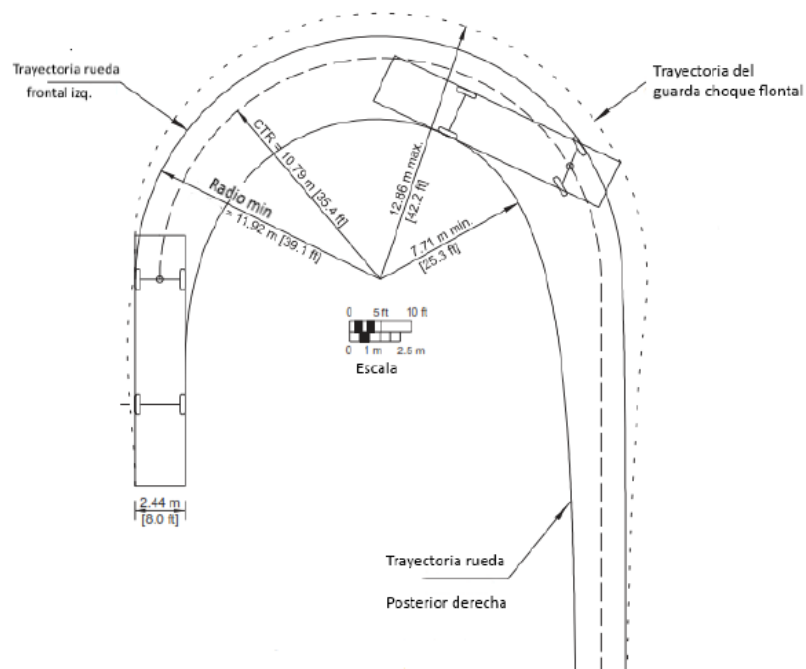 Trayectoria rueda
frontal izq.
Trayectoria del
guarda choque flontal
CTR = 10.79 m [35.4 ft]
Radio min
= 11.92 m [39.1 ft]
12.86 m max.
[42.2 ft]
7.71 m min.
[25.3 ft]
0 5 ft 10 ft
0 1 m 2.5 m
Escala
2.44 m
[8.0 ft]
Trayectoria rueda
Posterior derecha